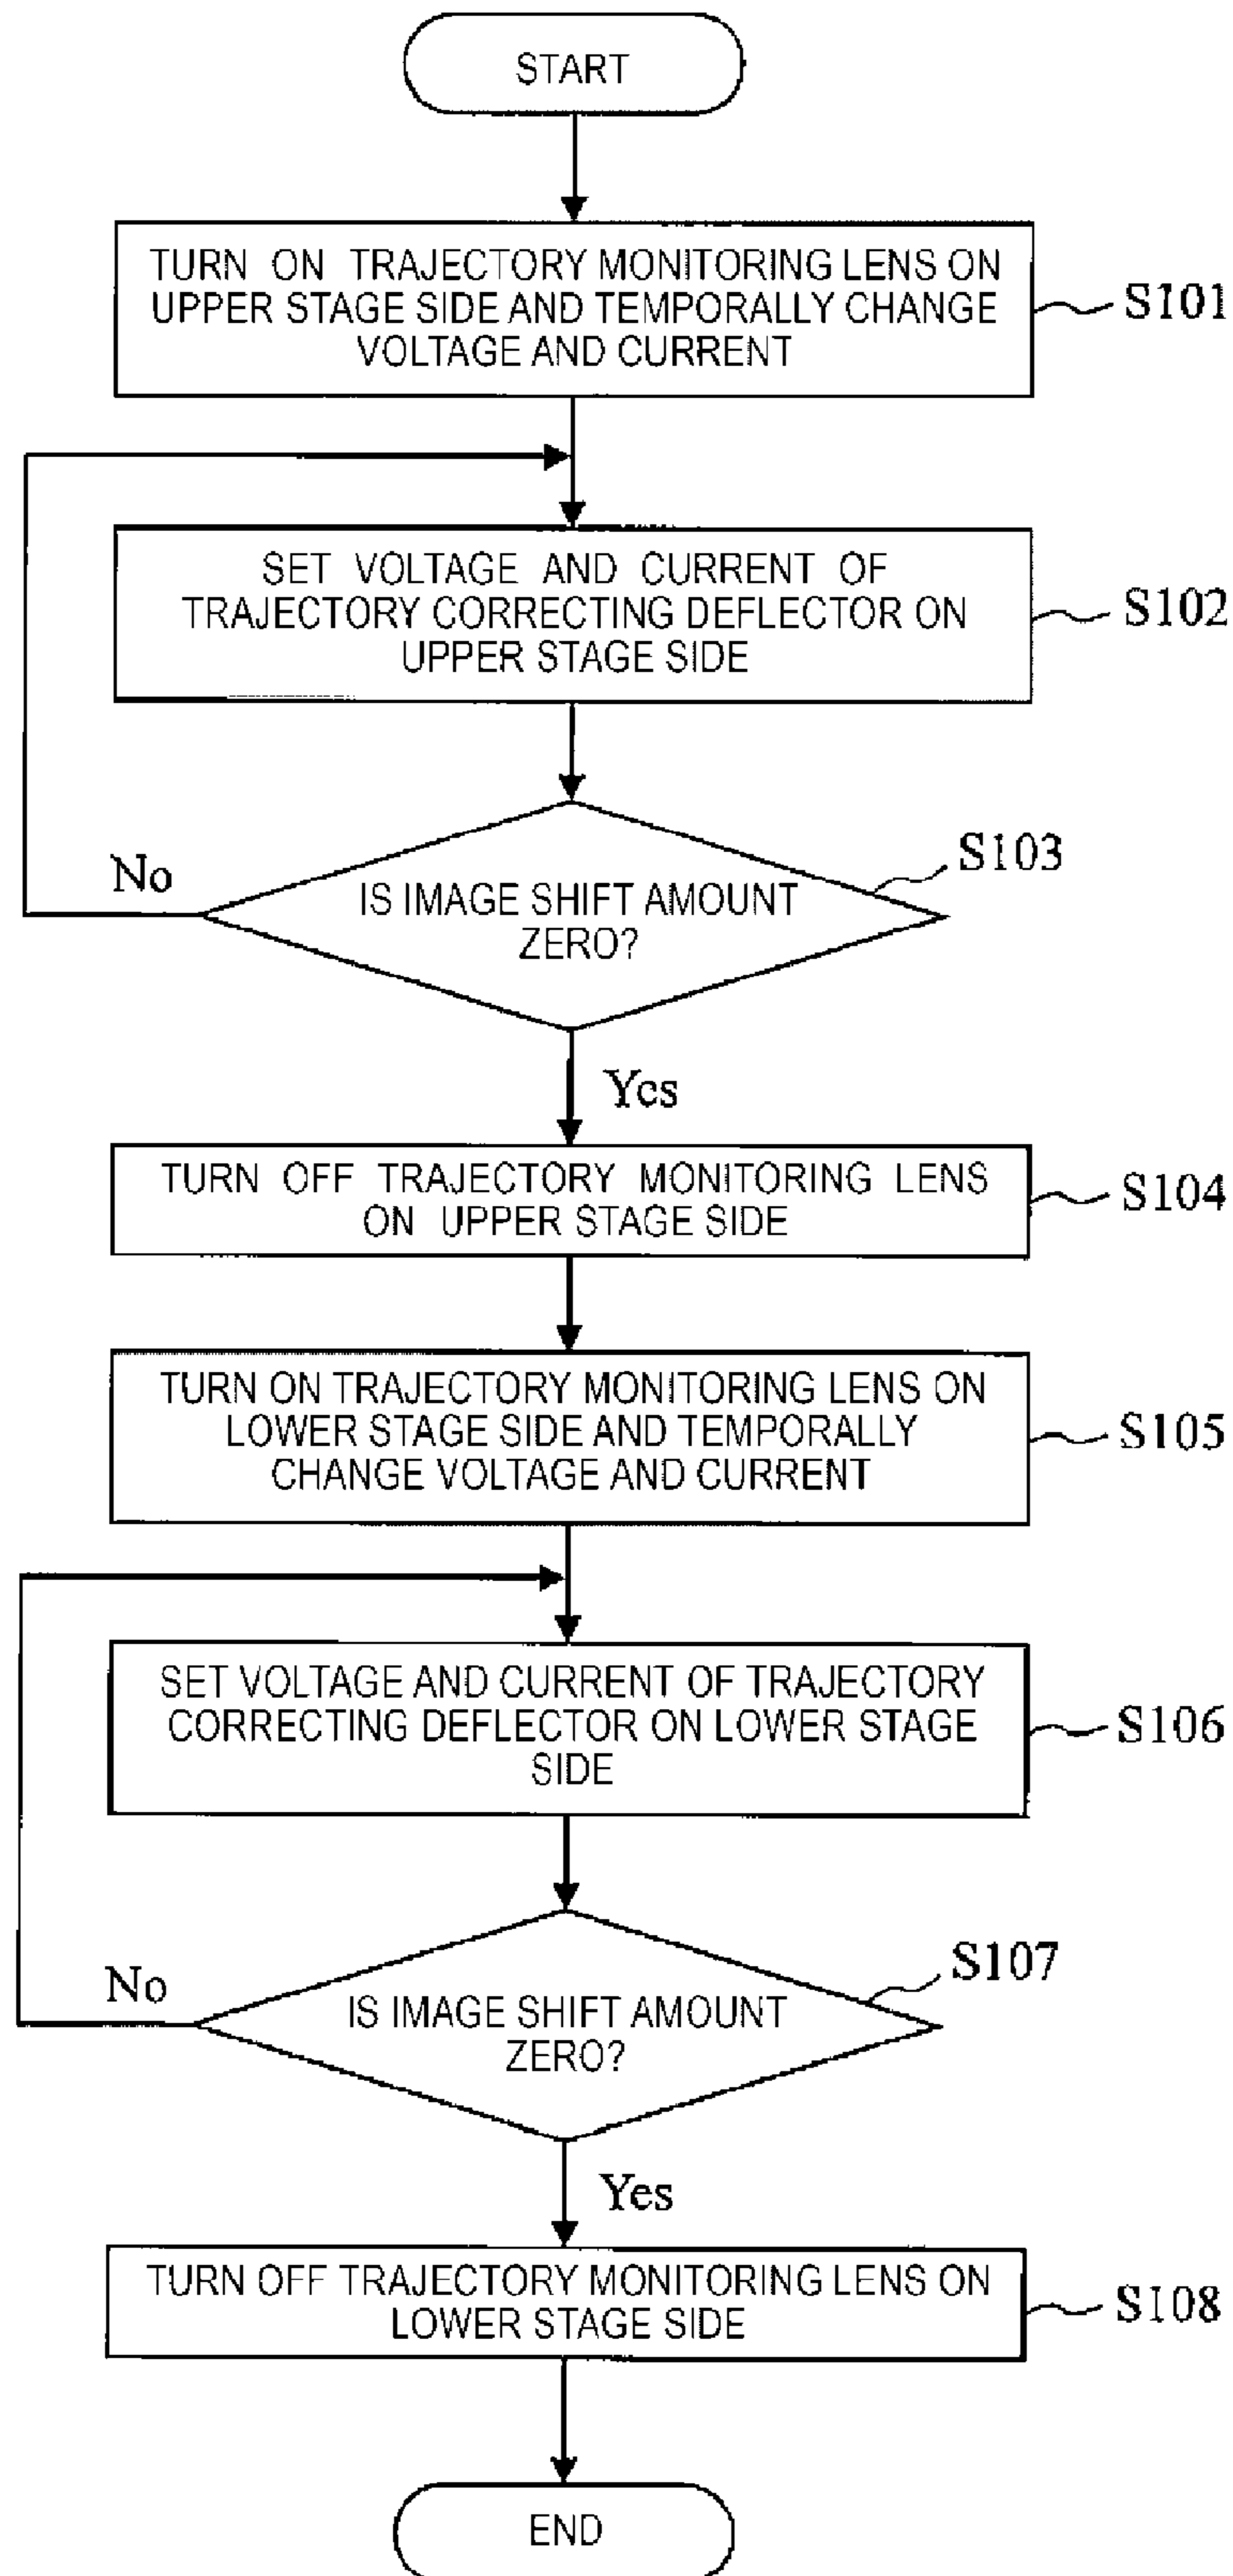 START
TURN ON TRAJECTORY MONITORING LENS ON
UPPER STAGE SIDE AND TEMPORALLY CHANGE
VOLTAGE AND CURRENT
S101
SET VOLTAGE AND CURRENT OF
TRAJECTORY CORRECTING DEFLECTOR ON
UPPER STAGE SIDE
S102
IS IMAGE SHIFT AMOUNT
ZERO?
S103
No
Yes
TURN OFF TRAJECTORY MONITORING LENS
ON UPPER STAGE SIDE
S104
TURN ON TRAJECTORY MONITORING LENS ON
LOWER STAGE SIDE AND TEMPORALLY
CHANGE VOLTAGE AND CURRENT
S105
SET VOLTAGE AND CURRENT OF TRAJECTORY
CORRECTING DEFLECTOR ON LOWER STAGE
SIDE
S106
IS IMAGE SHIFT AMOUNT
ZERO?
S107
No
Yes
TURN OFF TRAJECTORY MONITORING LENS ON
LOWER STAGE SIDE
S108
END